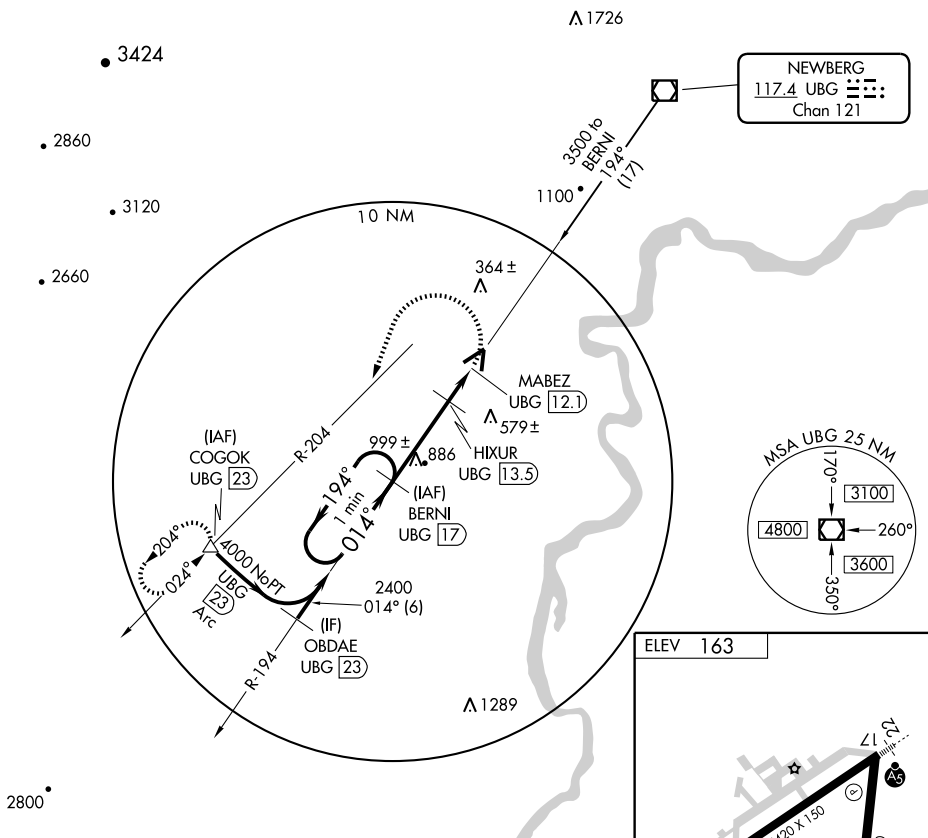 1726
3424
NEWBERG
117.4 UBG
Chan 121
2860
3500 to
BERNI
194°
(17)
1100
3120
10 NM
2660
364 ±
MABEZ
UBG 12.1
579 ±
R-204
(IAF)
COGOK
UBG 23
999 ±
886
HIXUR
UBG 13.5
MSA UBG 25 NM
170°
3100
4800
260°
3600
350°
194°
1 min
014°
(IAF)
BERNI
UBG 17
204°
024°
4000 NoPT
UBG
23
Arc
2400
014° (6)
(IF)
OBDAE
UBG 23
R-194
ELEV 163
1289
17
22
A5
P
420 X 150
2800